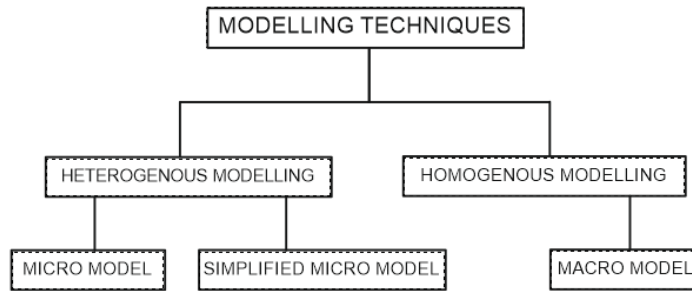 MODELLING TECHNIQUES
HETEROGENOUS MODELLING
HOMOGENOUS MODELLING
MICRO MODEL
SIMPLIFIED MICRO MODEL
MACRO MODEL